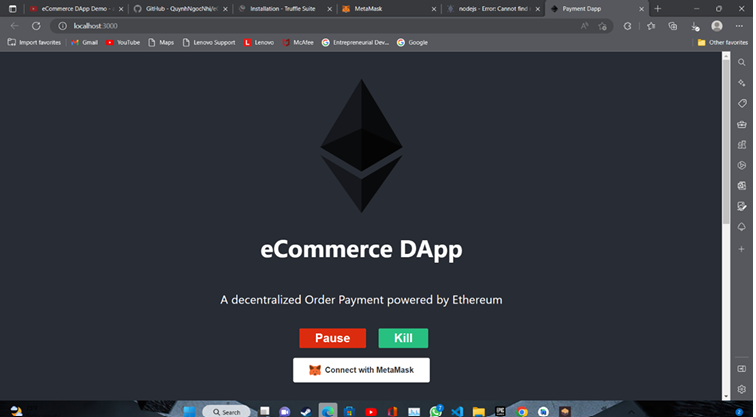 eCommerce DApp Demo -
GitHub - QuynhNgocNhi/e
Installation - Truffle Suite
MetaMask
nodejs - Error: Cannot find
Payment Dapp
localhost:3000
Import favorites
Gmail
YouTube
Maps
Lenovo Support
Lenovo
McAfee
Entrepreneurial Dev...
Google
Other favorites
eCommerce DApp
A decentralized Order Payment powered by Ethereum
Pause
Kill
Connect with MetaMask
Search